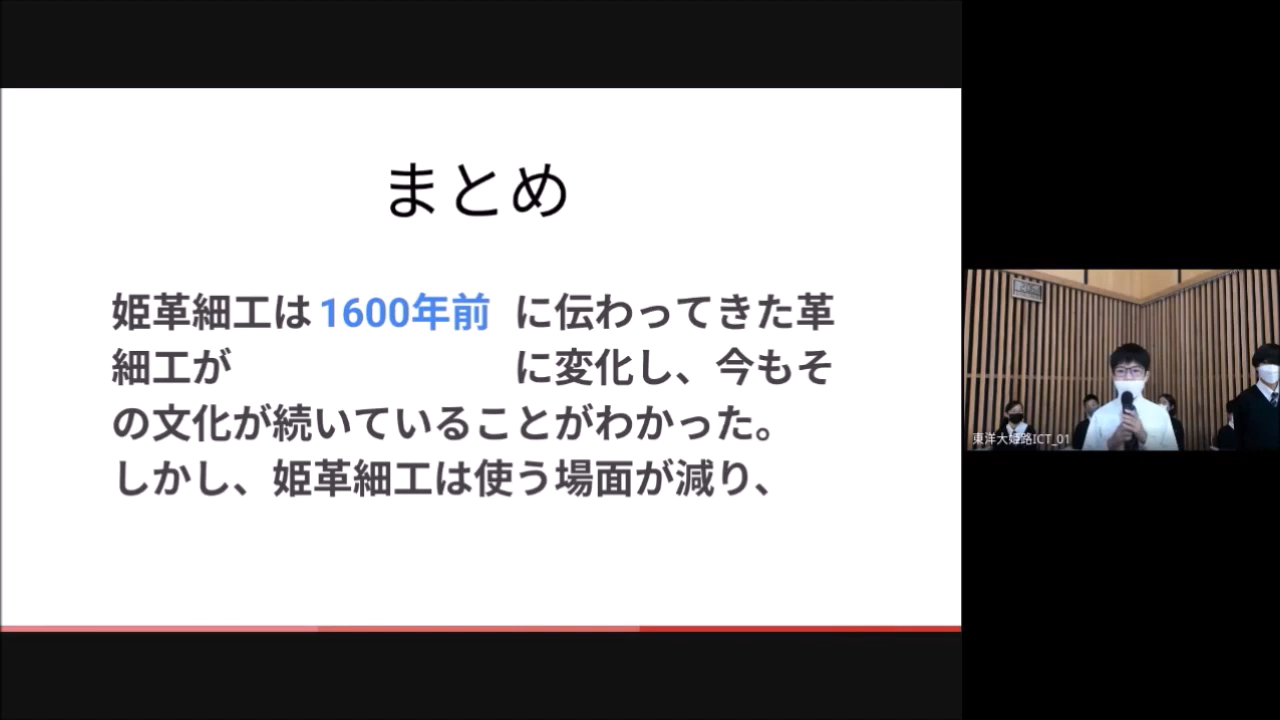 まとめ
姫革細工は 1600年前 に伝わってきた革
細工が に変化し、今もそ
の文化が続いていることがわかった。
しかし、姫革細工は使う場面が減り、
東洋大姫路ICT_01